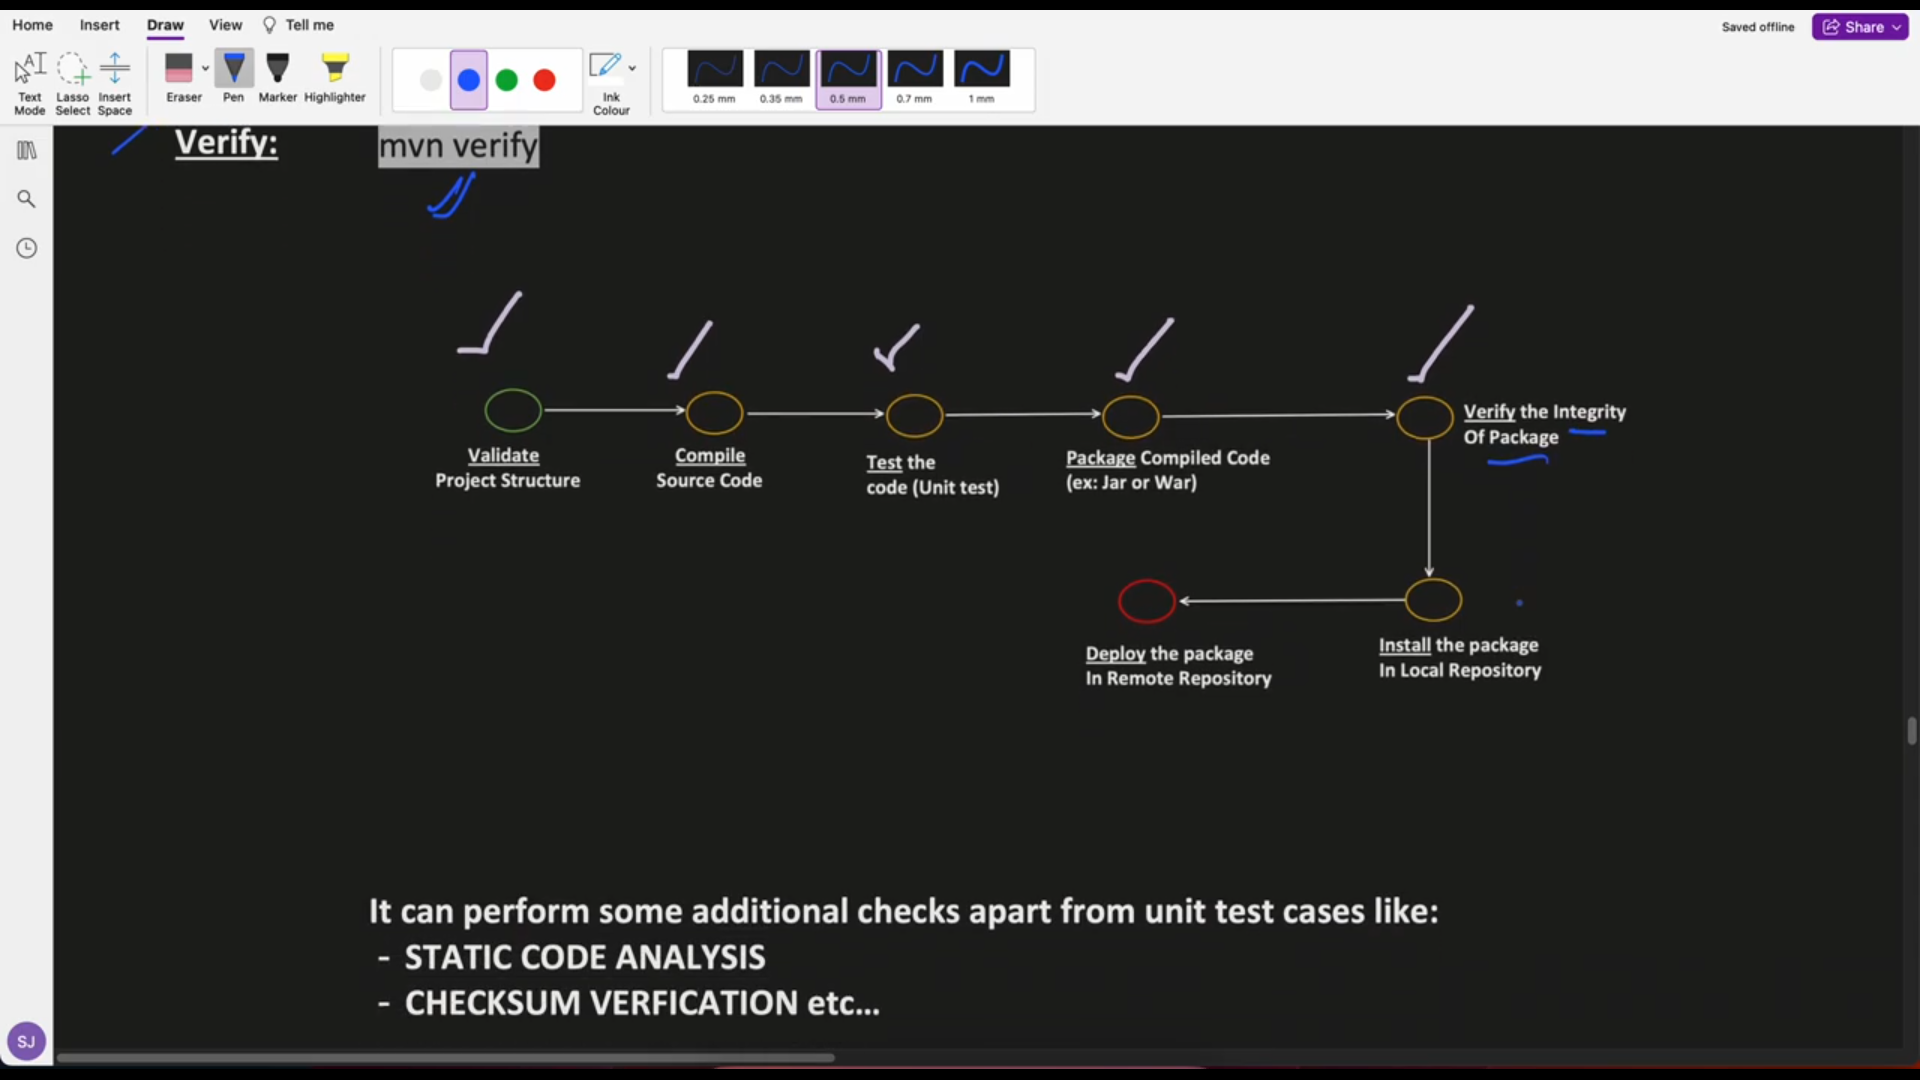 Home Insert Draw View Tell me
Saved offline Share
Text Mode
Lasso Select
Insert Space
Eraser
Pen
Marker
Highlighter
Ink Colour
0.25 mm
0.35 mm
0.5 mm
0.7 mm
1 mm
Verify: mvn verify
Validate
Project Structure
Compile
Source Code
Test the
code (Unit test)
Package Compiled Code
(ex: Jar or War)
Verify the Integrity
Of Package
Deploy the package
In Remote Repository
Install the package
In Local Repository
It can perform some additional checks apart from unit test cases like:
- STATIC CODE ANALYSIS
- CHECKSUM VERFICATION etc...
SJ